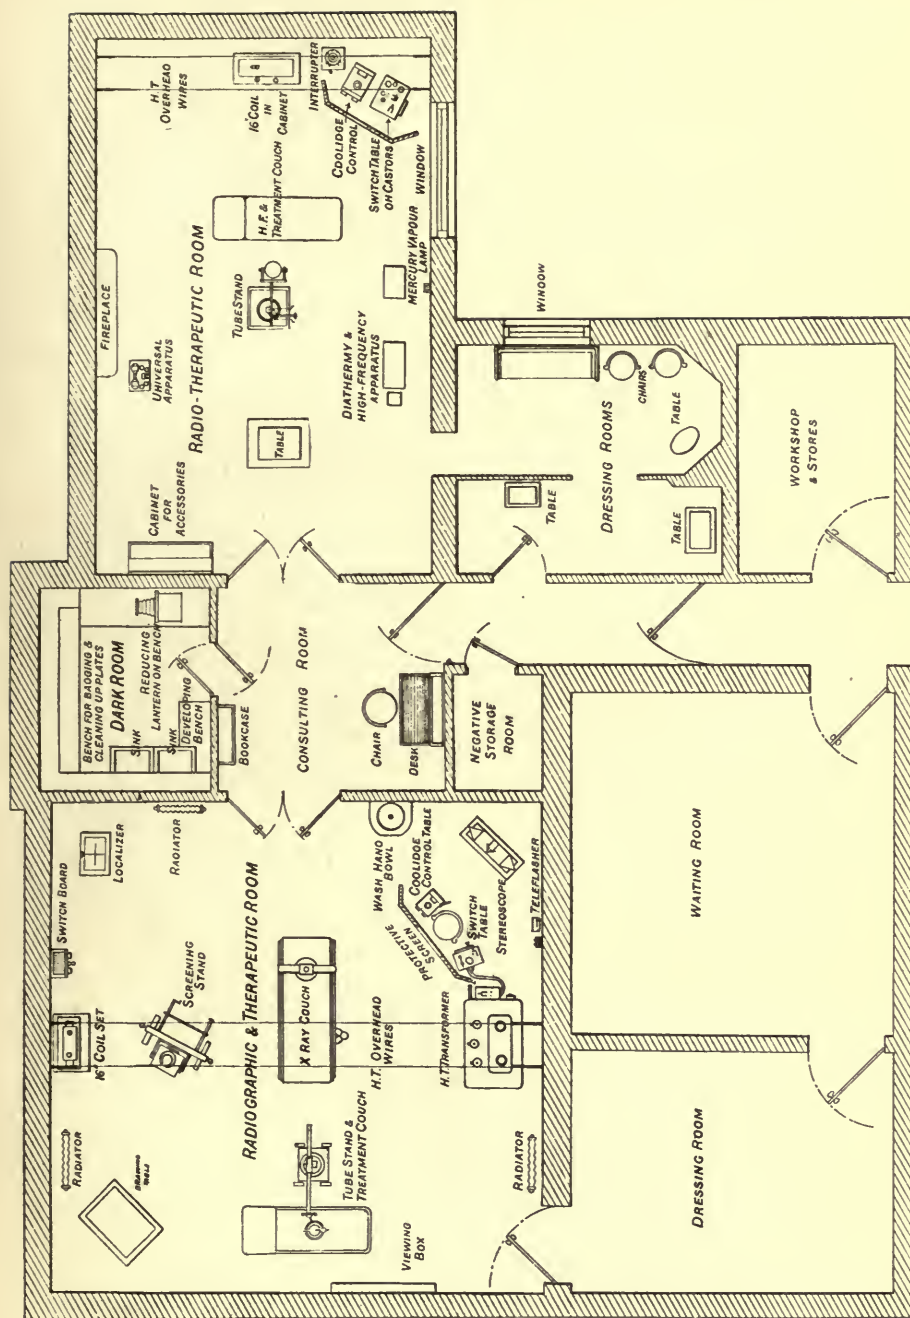 H.T.
OVERHEAD
WIRES
16" COIL
IN
CABINET
INTERRUPTER
COOLIDGE
CONTROL
SWITCH TABLE
ON CASTORS
WINDOW
H.F. &
TREATMENT COUCH
FIREPLACE
RADIO-THERAPEUTIC ROOM
TUBE STAND
MERCURY VAPOUR
LAMP
UNIVERSAL
APPARATUS
DIATHERMY &
HIGH-FREQUENCY
APPARATUS
TABLE
CABINET
FOR
ACCESSORIES
WINDOW
CHAIRS
TABLE
DRESSING ROOMS
TABLE
TABLE
WORKSHOP
& STORES
BENCH FOR BAGGING &
CLEANING UP PLATES
DARK ROOM
REDUCING
LANTERN ON BENCH
SINK
SINK
DEVELOPING
BENCH
BOOKCASE
CONSULTING ROOM
CHAIR
DESK
NEGATIVE
STORAGE
ROOM
WAITING ROOM
SWITCH BOARD
LOCALIZER
RADIATOR
WASH HAND
BOWL
COOLIDGE
CONTROL TABLE
PROTECTIVE
SCREEN
SWITCH
TABLE
STEREOSCOPE
TELEFLASHER
RADIOGRAPHIC & THERAPEUTIC ROOM
16" COIL SET
SCREENING
STAND
X RAY COUCH
H.T. OVERHEAD
WIRES
H.T. TRANSFORMER
RADIATOR
DRAWING
TABLE
TUBE STAND &
TREATMENT COUCH
RADIATOR
VIEWING
BOX
DRESSING ROOM